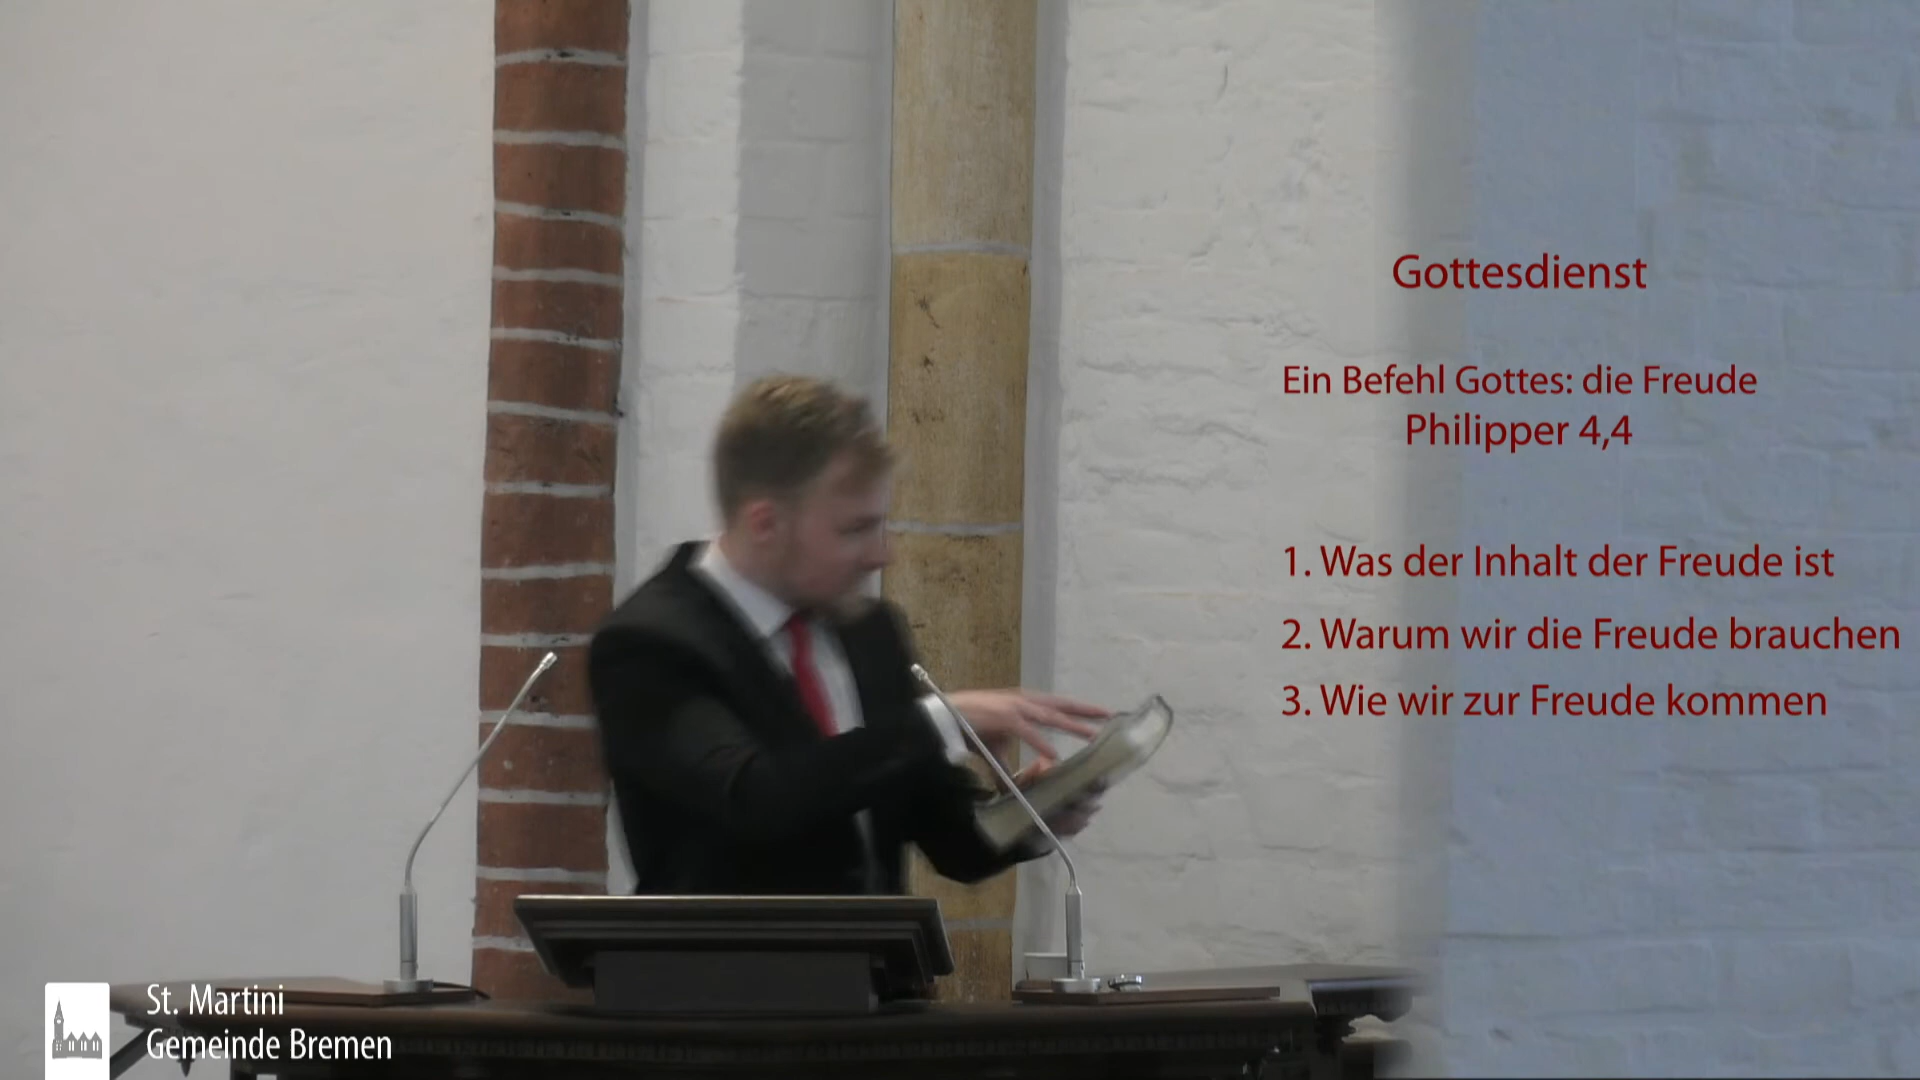 Gottesdienst
Ein Befehl Gottes: die Freude
Philipper 4,4
1. Was der Inhalt der Freude ist
2. Warum wir die Freude brauchen
3. Wie wir zur Freude kommen
St. Martini
Gemeinde Bremen